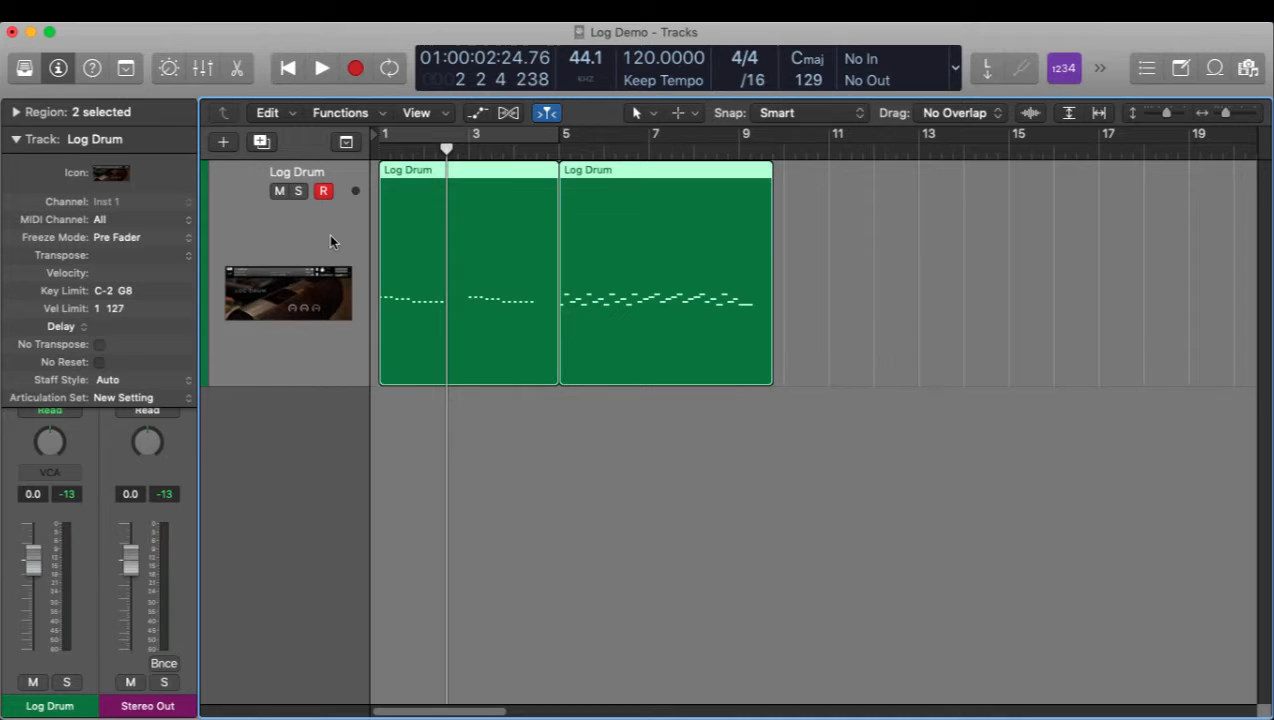 Log Demo - Tracks
01:00:02:24.76
2 2 4 238
44.1
KHZ
120.0000
Keep Tempo
4/4
/16
Cmaj
129
No In
No Out
1234
Region: 2 selected
Edit
Functions
View
Snap: Smart
Drag: No Overlap
Track: Log Drum
1 3 5 7 9 11 13 15 17 19
Icon:
Channel: Inst 1
MIDI Channel: All
Freeze Mode: Pre Fader
Transpose:
Velocity:
Key Limit: C-2 G8
Vel Limit: 1 127
Delay
No Transpose:
No Reset:
Staff Style: Auto
Articulation Set: New Setting
Log Drum
M S R
Log Drum
Log Drum
Read
Read
VCA
0.0 -13
0.0 -13
Bnce
M S
M S
Log Drum
Stereo Out